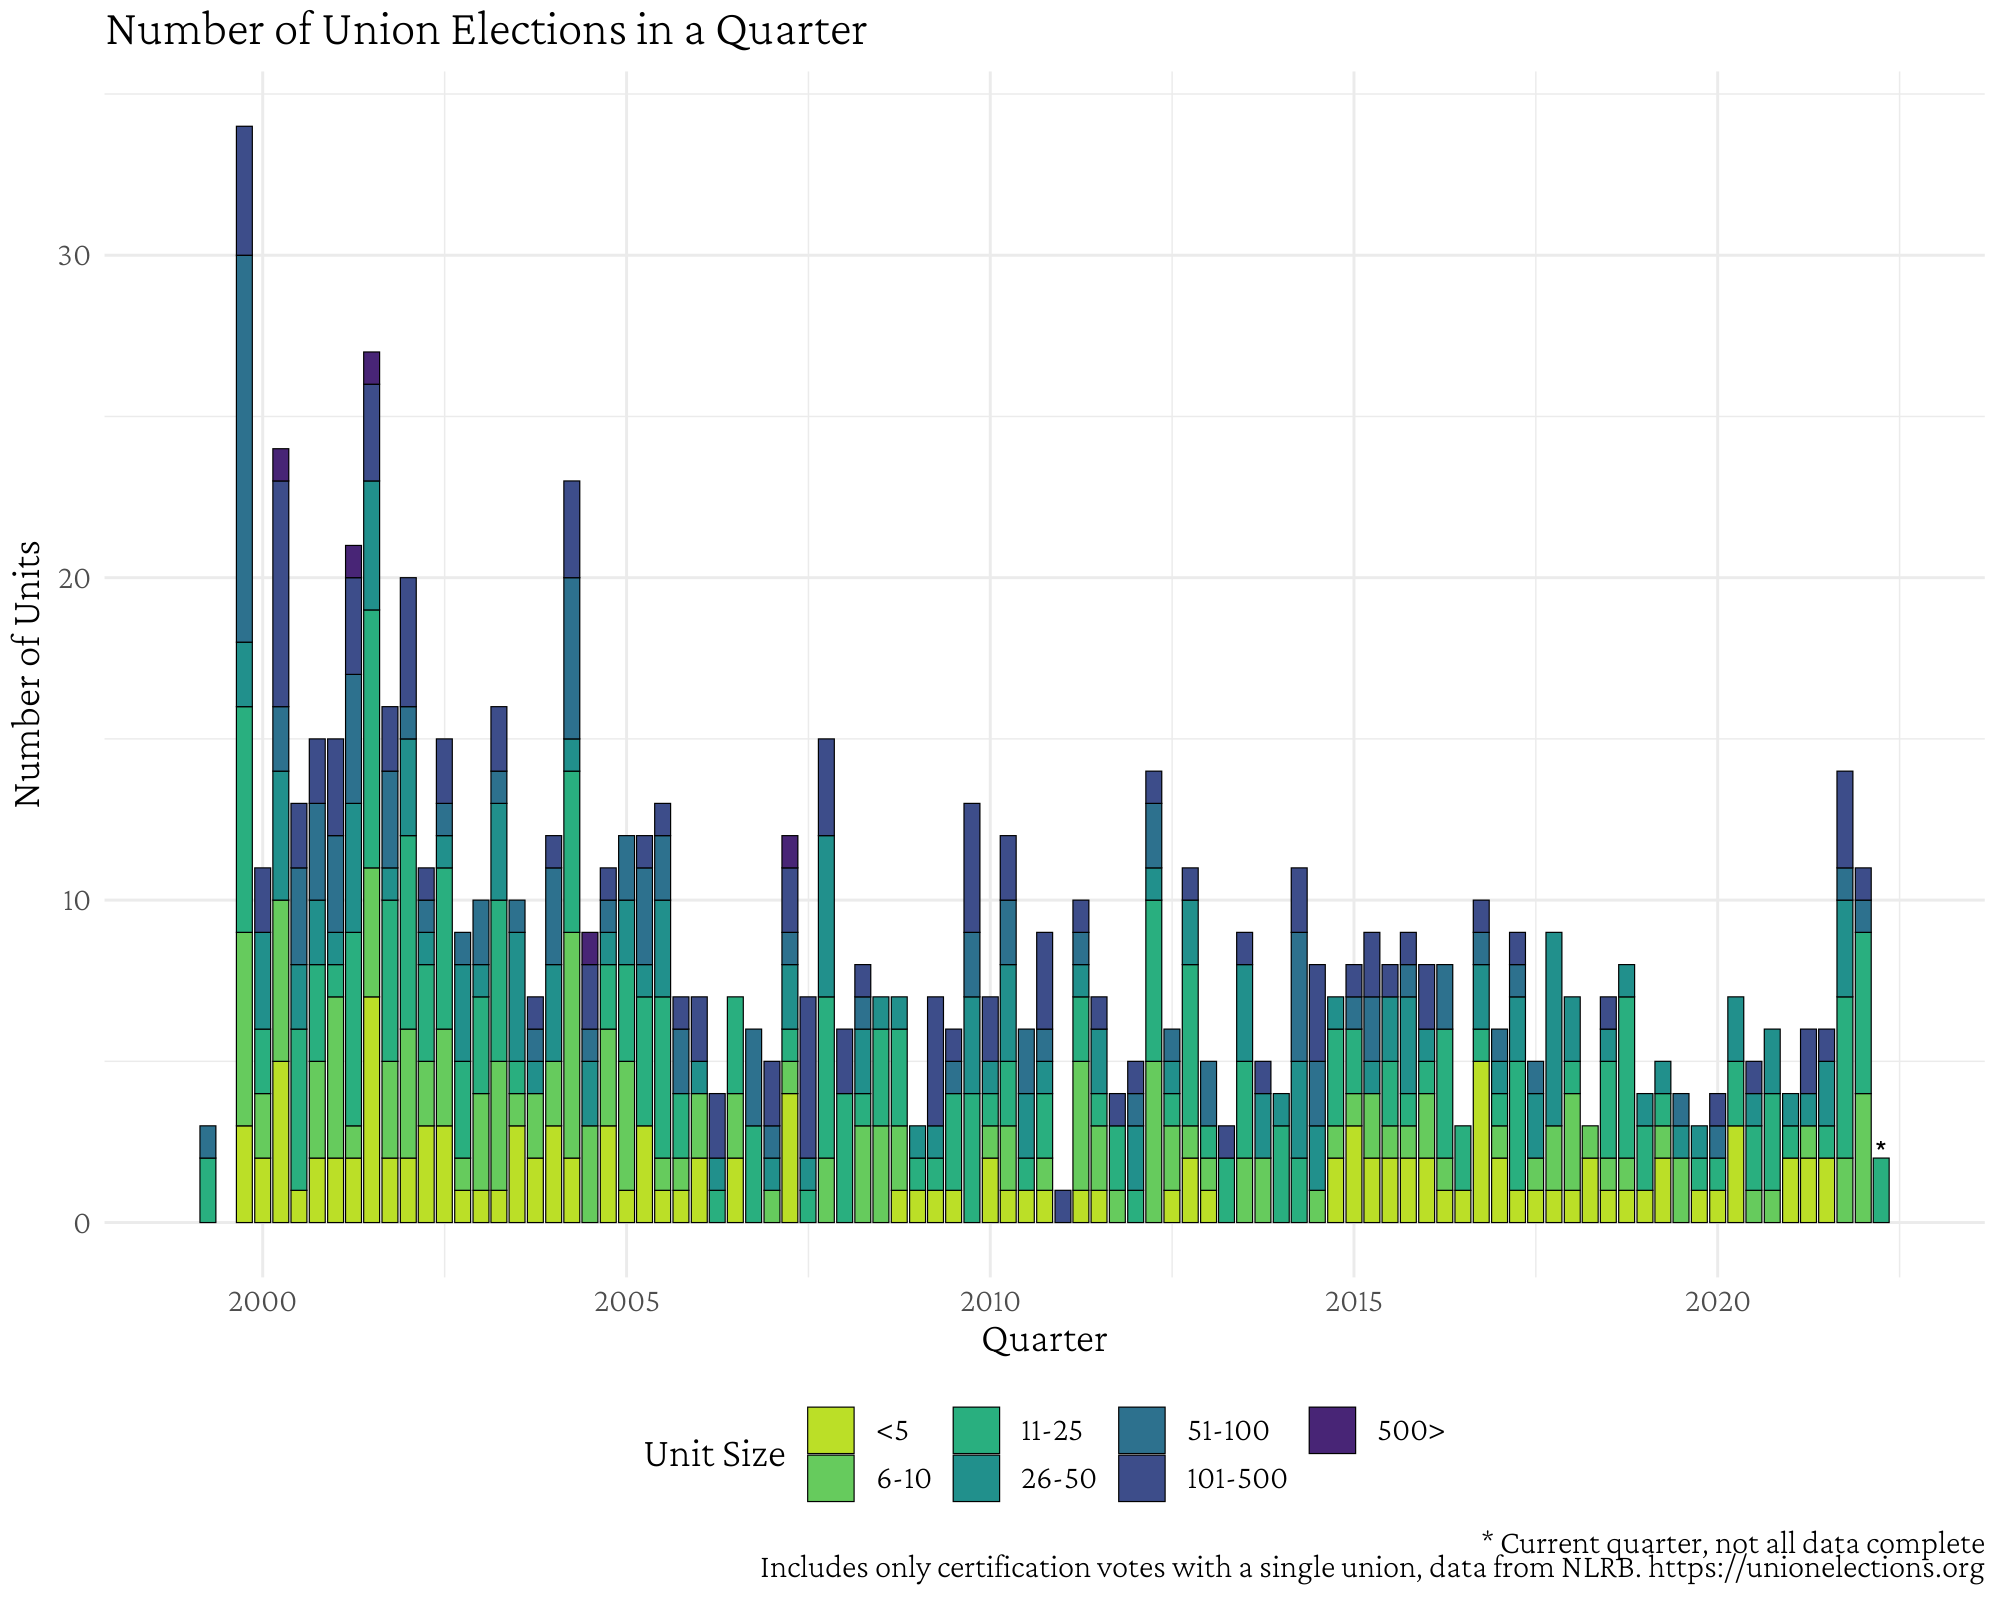 Number of Union Elections in a Quarter
Number of Units
30
20
10
0
*
2000 2005 2010 2015 2020
Quarter
Unit Size
<5 11-25 51-100 500>
6-10 26-50 101-500
* Current quarter, not all data complete
Includes only certification votes with a single union, data from NLRB. https://unionelections.org